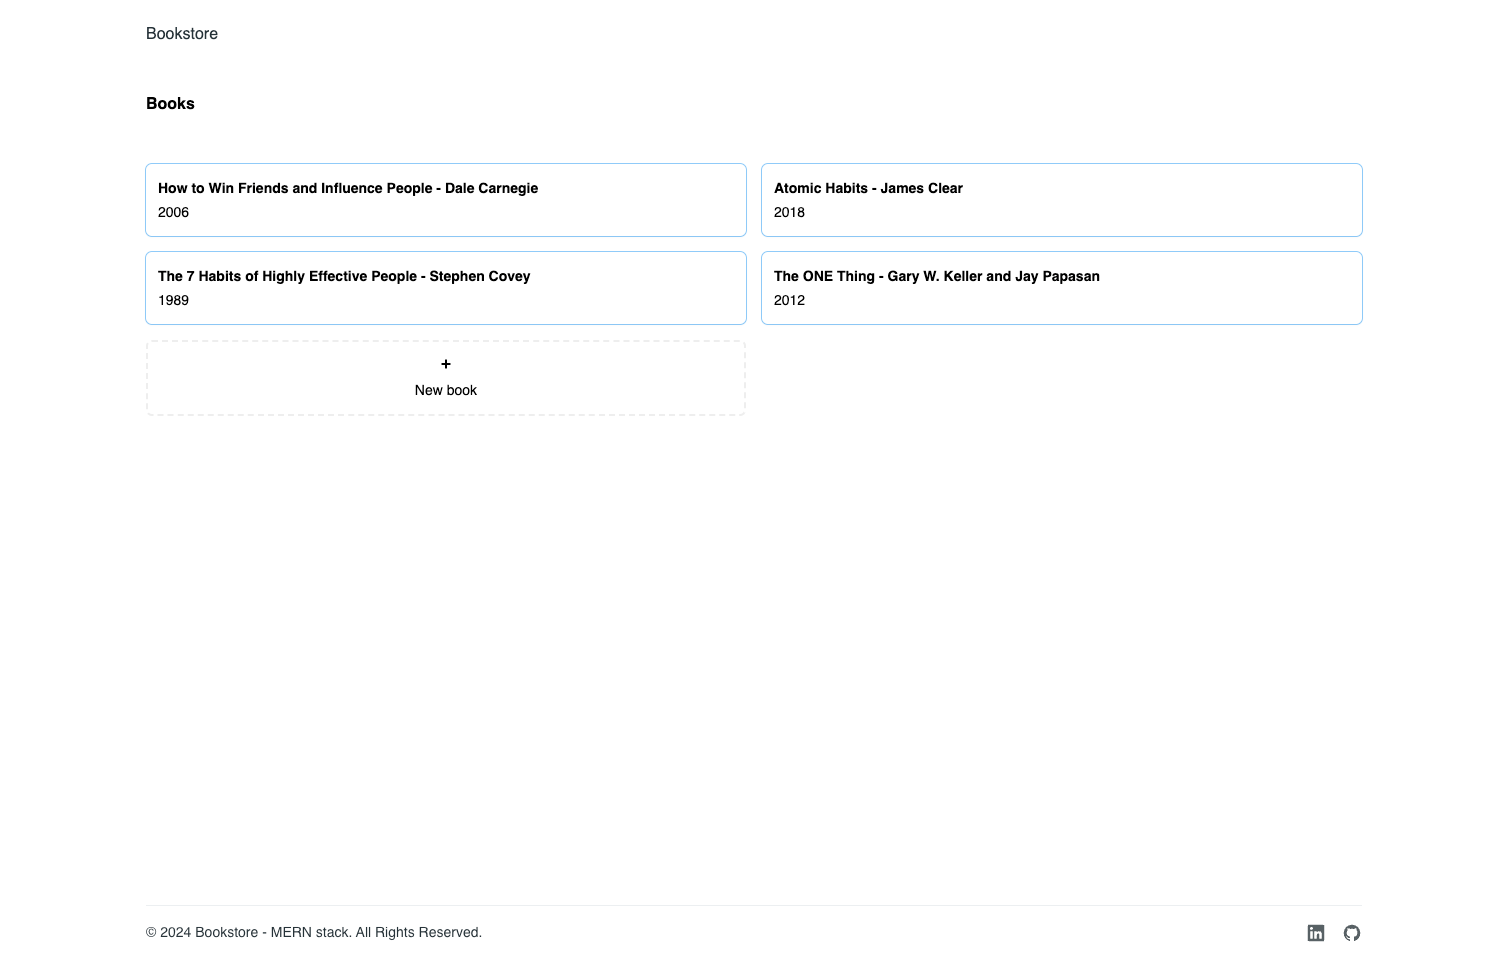 Bookstore
Books
How to Win Friends and Influence People - Dale Carnegie
2006
Atomic Habits - James Clear
2018
The 7 Habits of Highly Effective People - Stephen Covey
1989
The ONE Thing - Gary W. Keller and Jay Papasan
2012
+
New book
© 2024 Bookstore - MERN stack. All Rights Reserved.
in